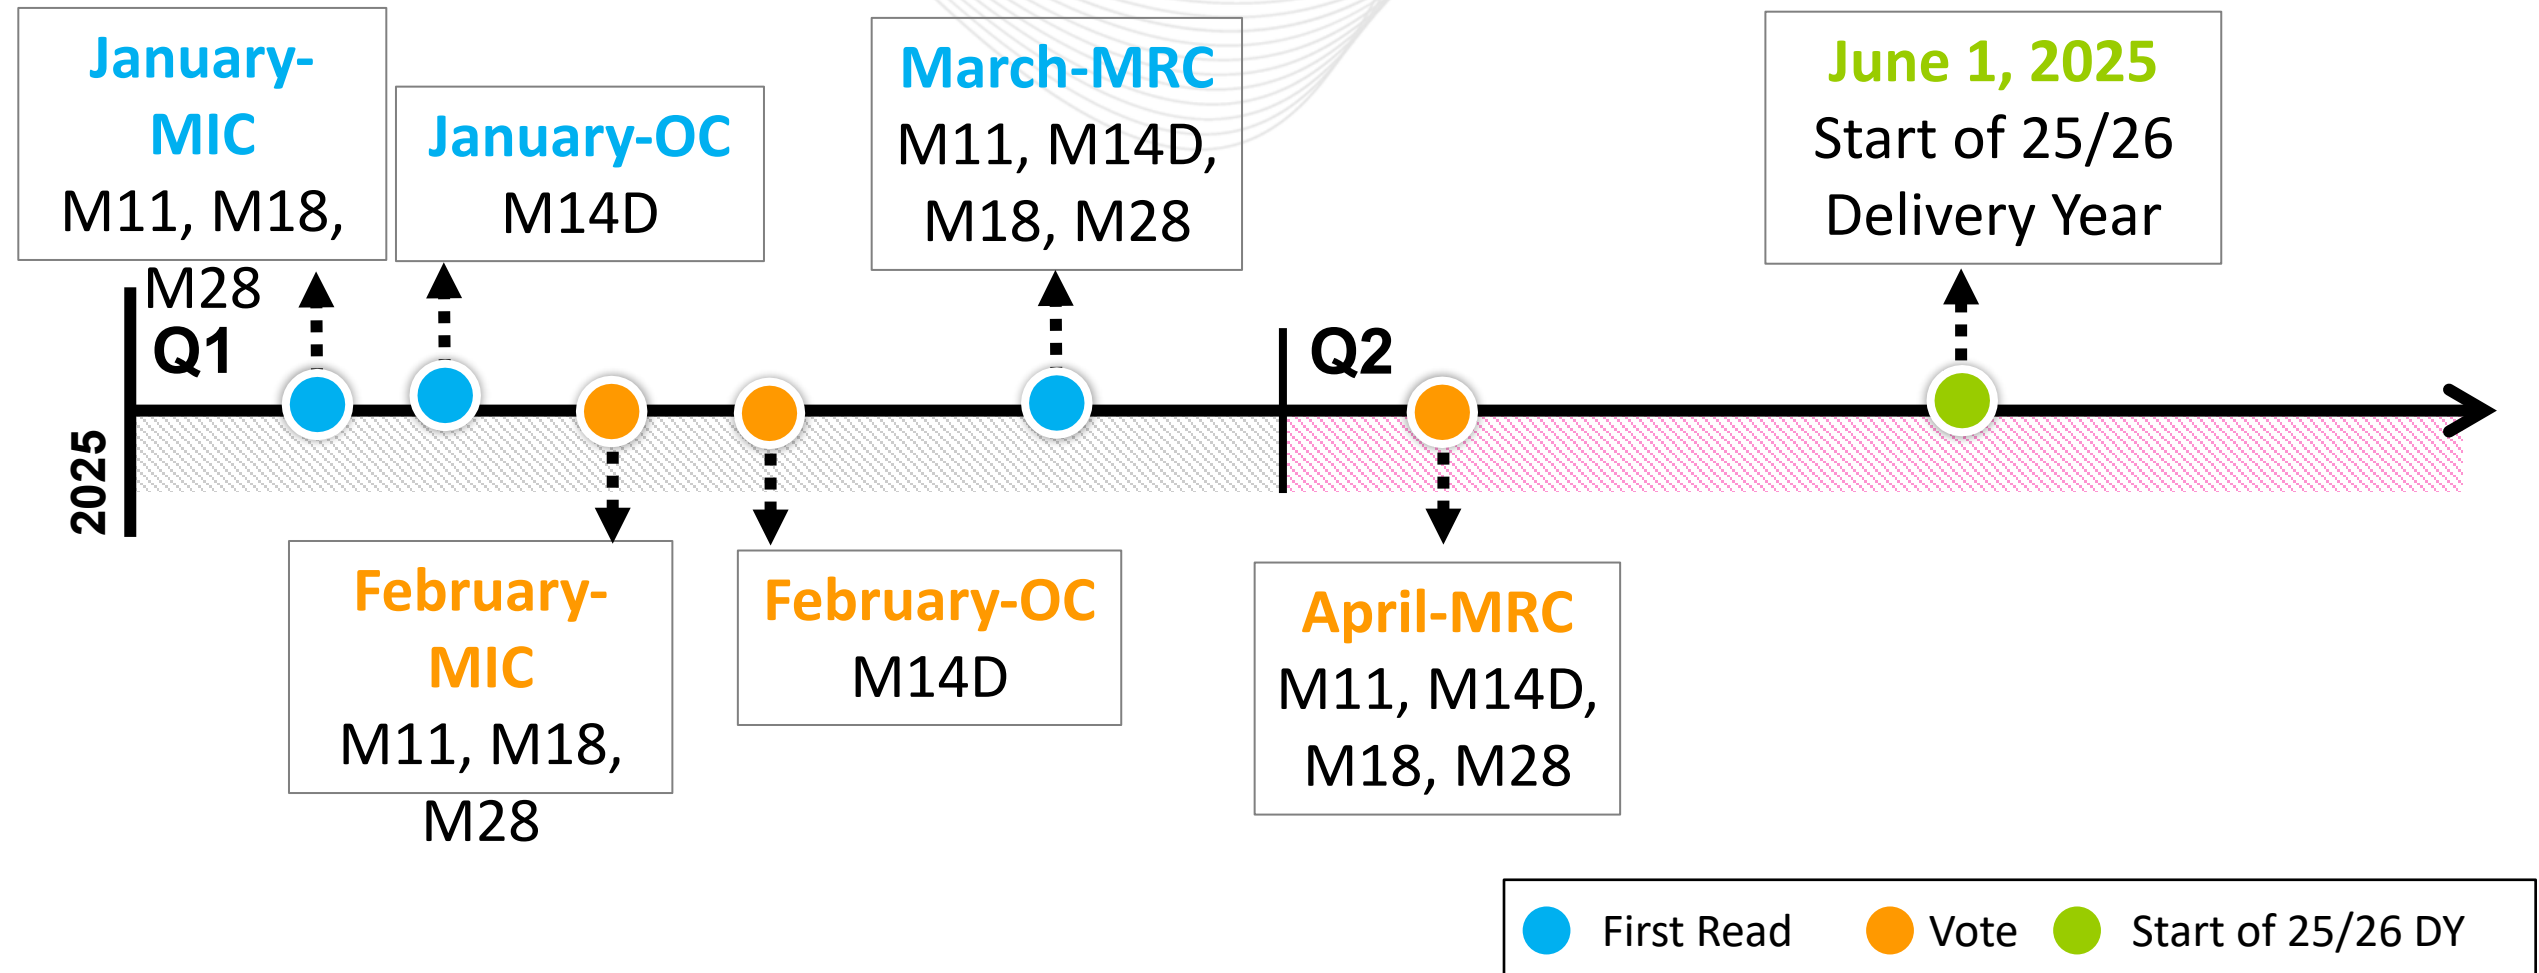 January-
MIC
M11, M18,
M28
January-OC
M14D
March-MRC
M11, M14D,
M18, M28
June 1, 2025
Start of 25/26
Delivery Year
Q1
Q2
2025
February-
MIC
M11, M18,
M28
February-OC
M14D
April-MRC
M11, M14D,
M18, M28
First Read
Vote
Start of 25/26 DY